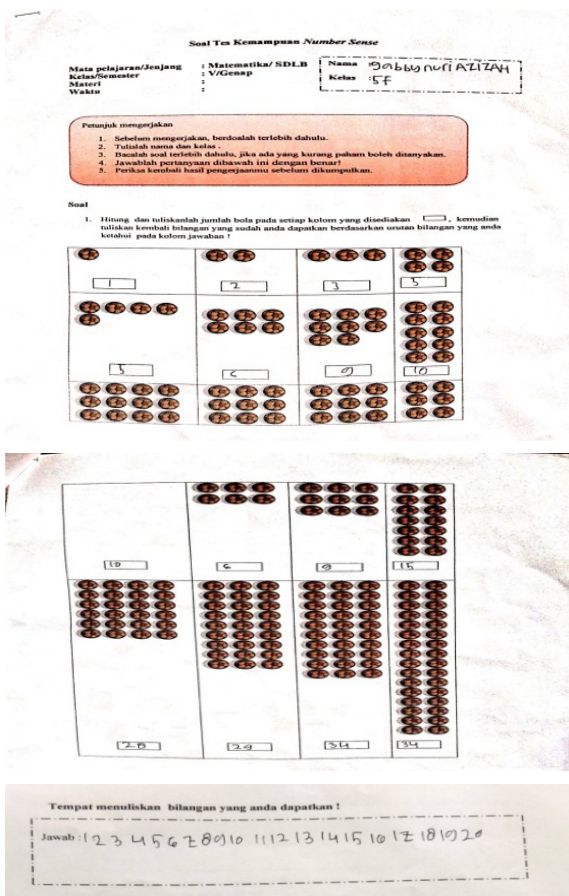 Soal Tes Kemampuan Number Sense
Mata pelajaran/Jenjang : Matematika/ SDLB
Kelas/Semester : V/Genap
Materi :
Waktu :
Nama : gabby nuri AZIZAH
Kelas : 5F
Petunjuk mengerjakan
1. Sebelum mengerjakan, berdoalah terlebih dahulu.
2. Tulislah nama dan kelas .
3. Bacalah soal terlebih dahulu, jika ada yang kurang paham boleh ditanyakan.
4. Jawablah pertanyaan dibawah ini dengan benar!
5. Periksa kembali hasil pengerjaanmu sebelum dikumpulkan.
Soal
1. Hitung dan tuliskanlah jumlah bola pada setiap kolom yang disediakan , kemudian
tuliskan kembali bilangan yang sudah anda dapatkan berdasarkan urutan bilangan yang anda
ketahui pada kolom jawaban !
1 2 3 5
5 6 9 10
10 6 9 15
28 29 34 34
Tempat menuliskan bilangan yang anda dapatkan !
Jawab : 1 2 3 4 5 6 7 8 9 10 11 12 13 14 15 16 17 18 19 20